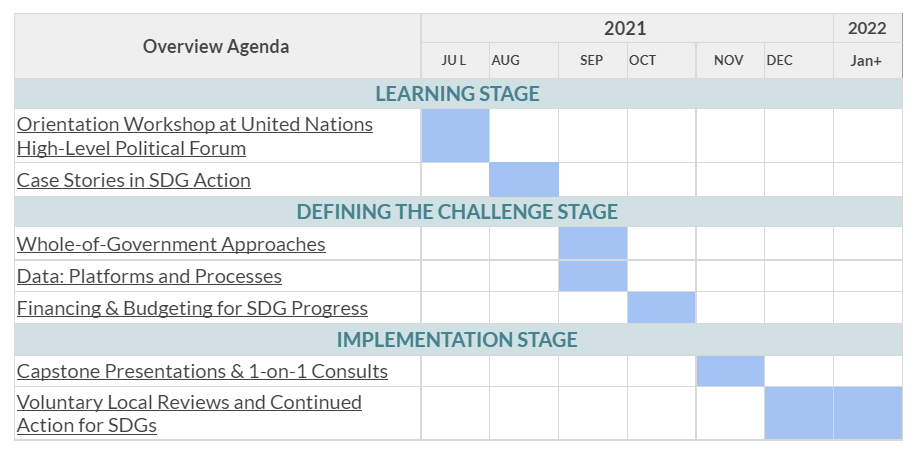 Overview Agenda
2021
2022
JUL
AUG
SEP
OCT
NOV
DEC
Jan+
LEARNING STAGE
Orientation Workshop at United Nations
High-Level Political Forum
Case Stories in SDG Action
DEFINING THE CHALLENGE STAGE
Whole-of-Government Approaches
Data: Platforms and Processes
Financing & Budgeting for SDG Progress
IMPLEMENTATION STAGE
Capstone Presentations & 1-on-1 Consults
Voluntary Local Reviews and Continued
Action for SDGs